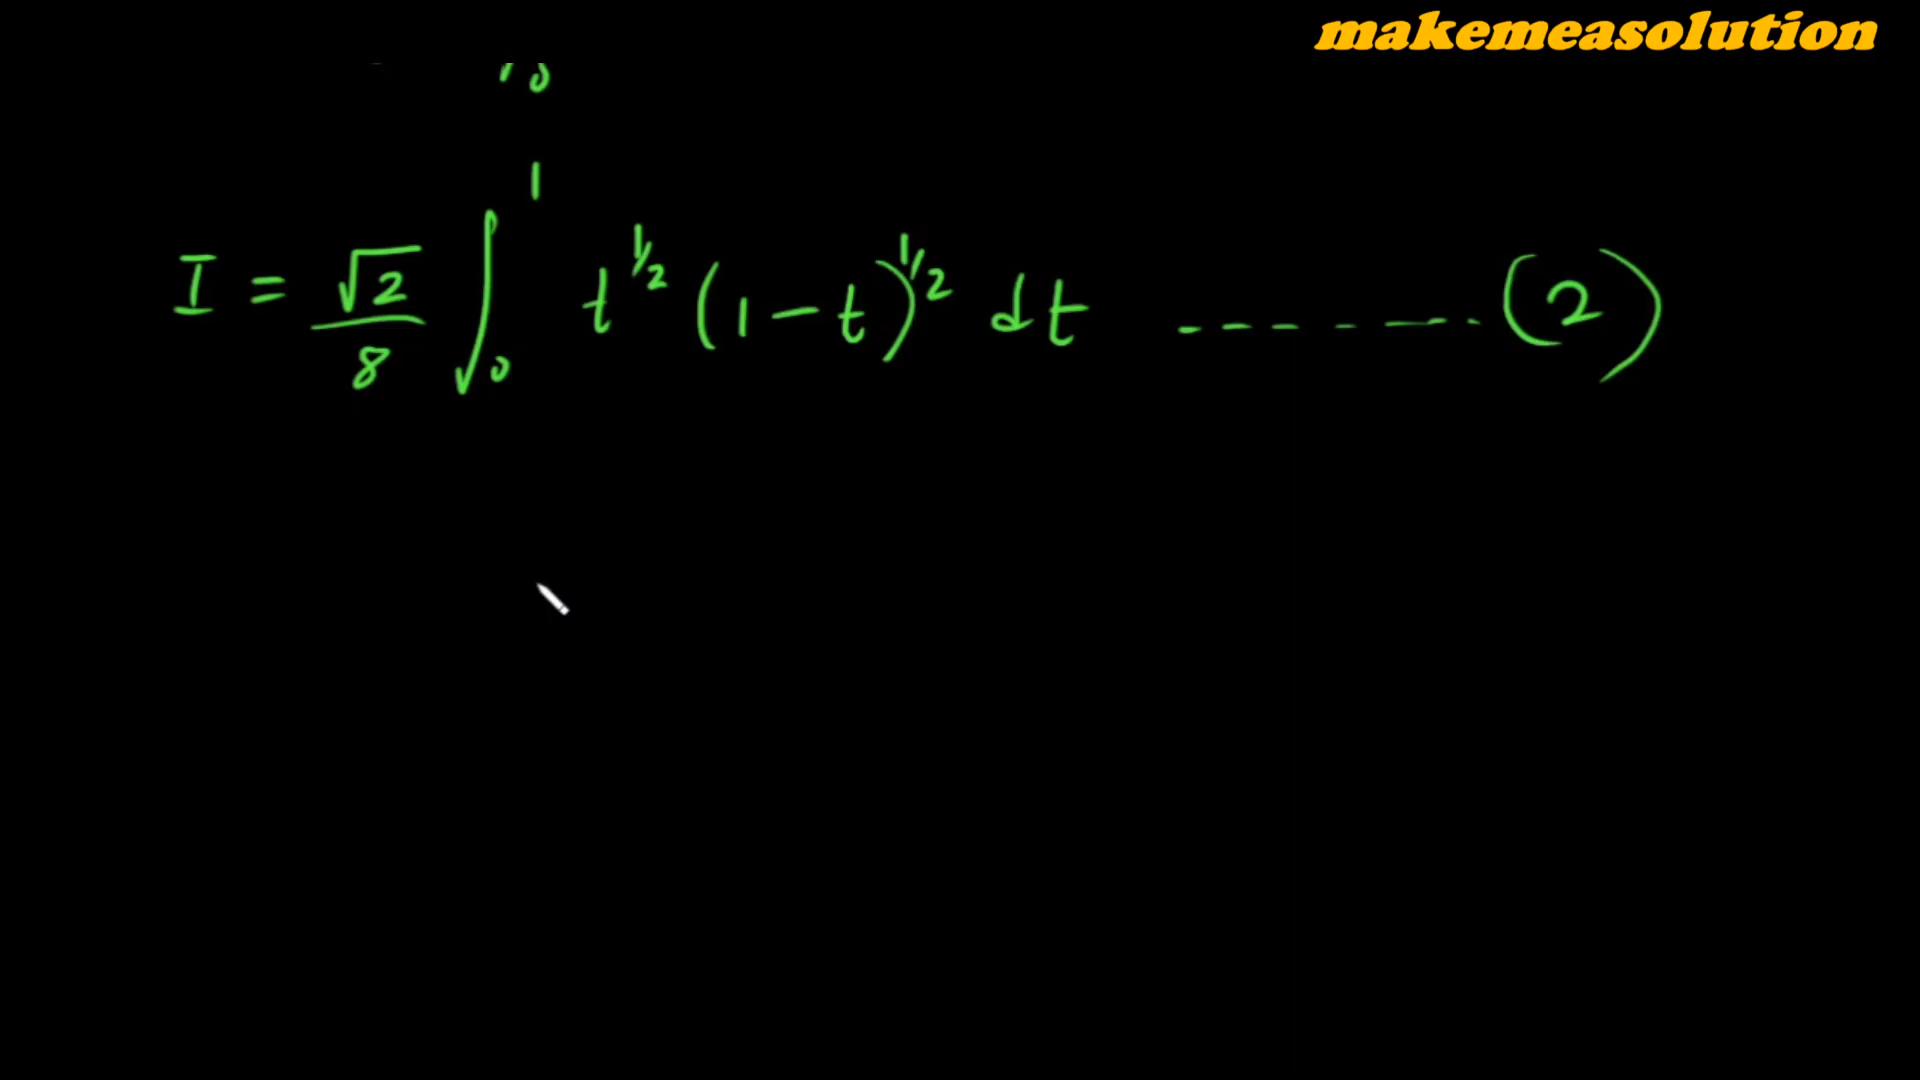 makemeasolution
I = √2/8 ∫₀¹ t^1/2 (1 − t)^1/2 dt -------(2)